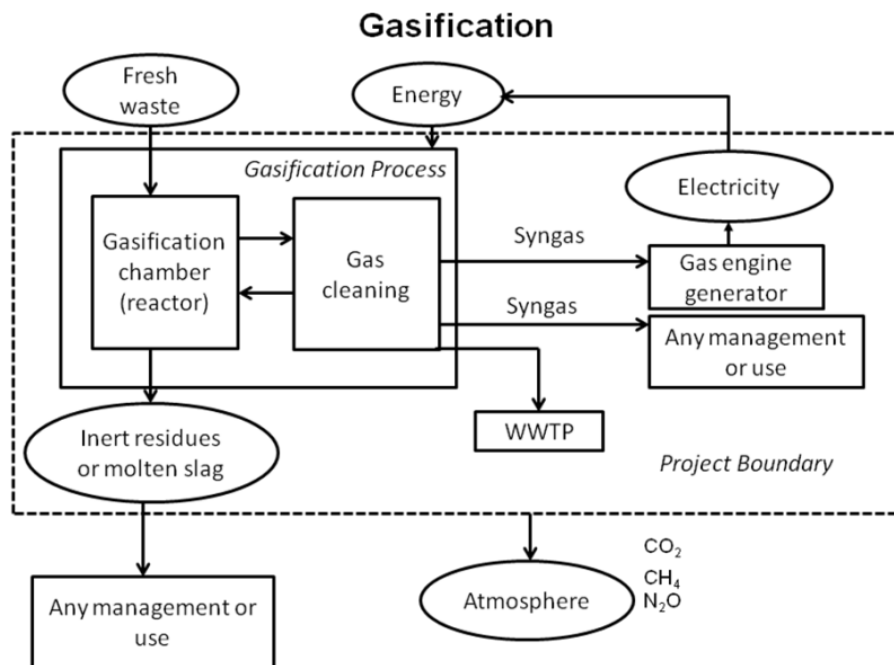 Gasification
Fresh
waste
Energy
Gasification Process
Electricity
Gasification
chamber
(reactor)
Gas
cleaning
Syngas
Gas engine
generator
Syngas
Any management
or use
Inert residues
or molten slag
WWTP
Project Boundary
CO₂
CH₄
N₂O
Atmosphere
Any management or
use